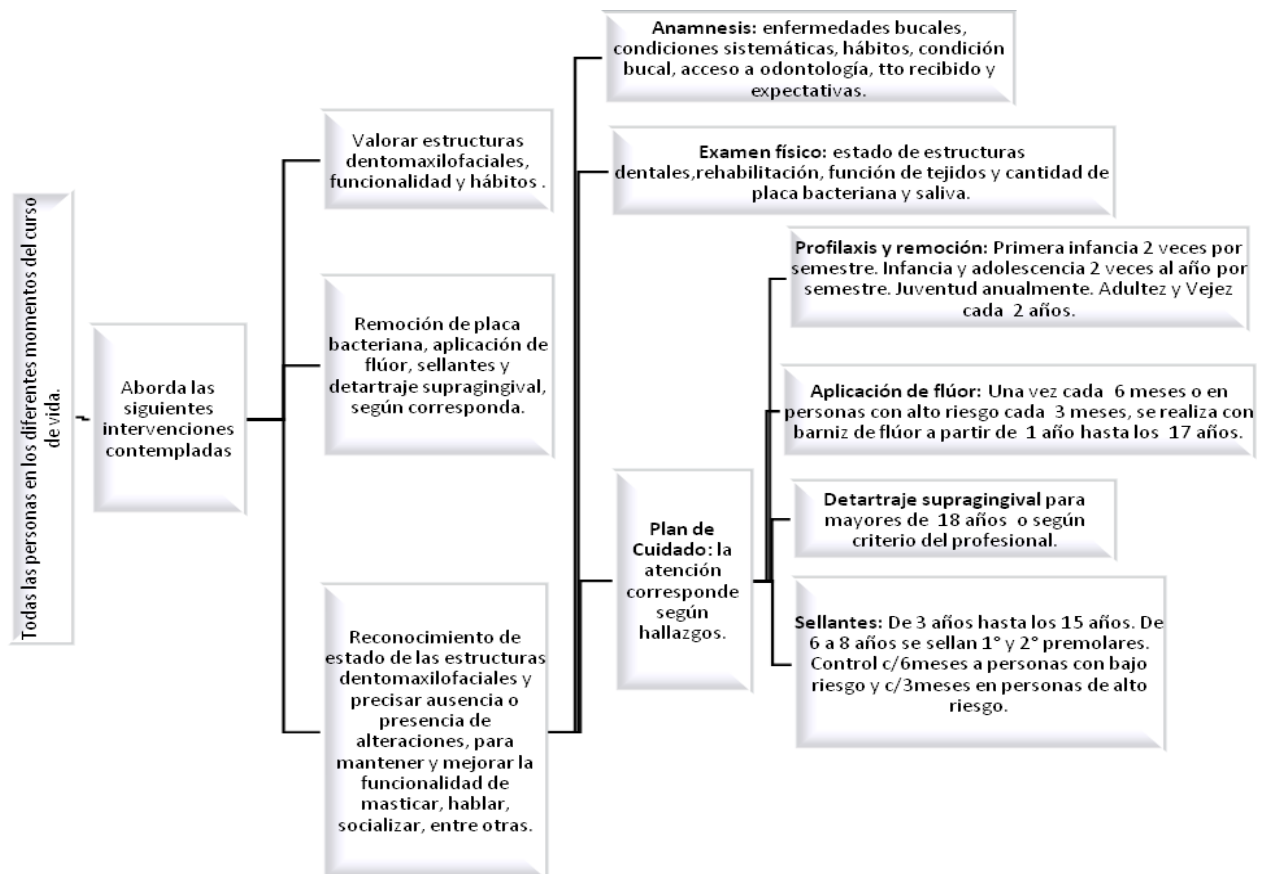 Todas las personas en los diferentes momentos del curso
de vida.
Aborda las
siguientes
intervenciones
contempladas
Valorar estructuras
dentomaxilofaciales,
funcionalidad y hábitos .
Remoción de placa
bacteriana, aplicación de
flúor, sellantes y
detartraje supragingival,
según corresponda.
Reconocimiento de
estado de las estructuras
dentomaxilofaciales y
precisar ausencia o
presencia de
alteraciones, para
mantener y mejorar la
funcionalidad de
masticar, hablar,
socializar, entre otras.
Anamnesis: enfermedades bucales,
condiciones sistemáticas, hábitos, condición
bucal, acceso a odontología, tto recibido y
expectativas.
Examen físico: estado de estructuras
dentales,rehabilitación, función de tejidos y cantidad de
placa bacteriana y saliva.
Plan de
Cuidado: la
atención
corresponde
según
hallazgos.
Profilaxis y remoción: Primera infancia 2 veces por
semestre. Infancia y adolescencia 2 veces al año por
semestre. Juventud anualmente. Adultez y Vejez
cada 2 años.
Aplicación de flúor: Una vez cada 6 meses o en
personas con alto riesgo cada 3 meses, se realiza con
barniz de flúor a partir de 1 año hasta los 17 años.
Detartraje supragingival para
mayores de 18 años o según
criterio del profesional.
Sellantes: De 3 años hasta los 15 años. De
6 a 8 años se sellan 1° y 2° premolares.
Control c/6meses a personas con bajo
riesgo y c/3meses en personas de alto
riesgo.